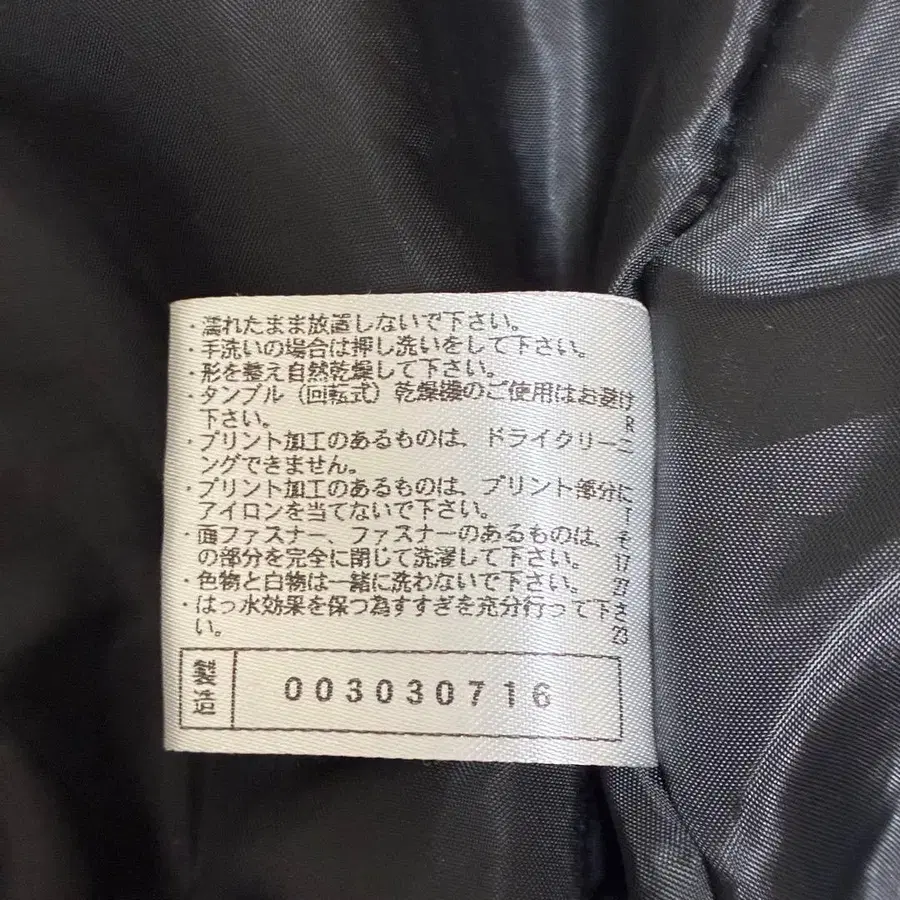 ・濡れたまま放置しないで下さい。
・手洗いの場合は押し洗いをして下さい。
・形を整え自然乾燥して下さい。
・タンブル（回転式）乾燥機のご使用はお避け
下さい。
・プリント加工のあるものは、ドライクリーニ
ングできません。
・プリント加工のあるものは、プリント部分に
アイロンを当てないで下さい。
・面ファスナー、ファスナーのあるものは、そ
の部分を完全に閉じて洗濯して下さい。
・色物と白物は一緒に洗わないで下さい。
・はっ水効果を保つ為すすぎを充分行って下さ
い。
R
T
17
27
23
製造
003030716